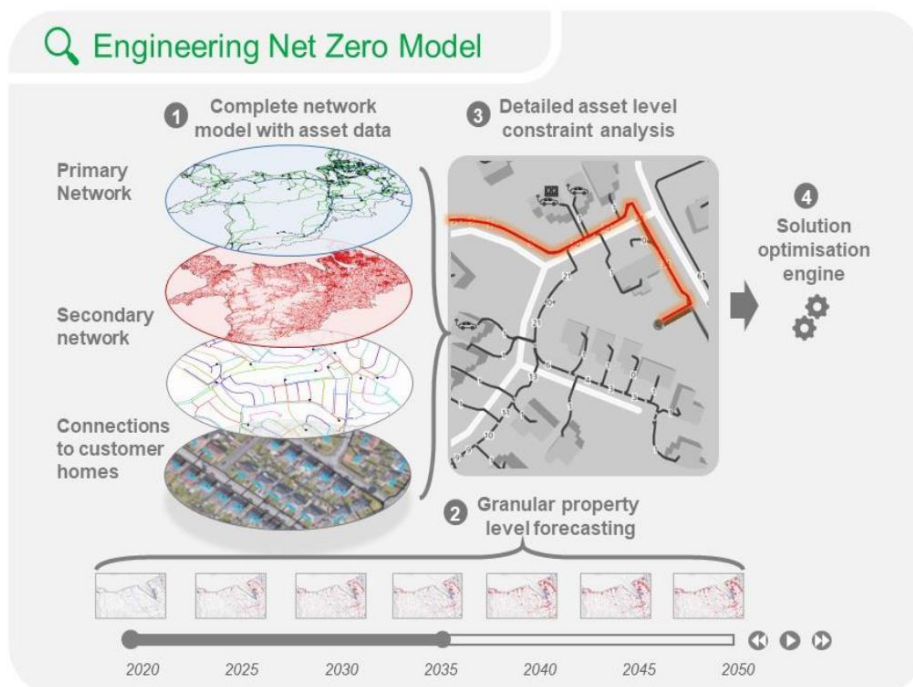 Engineering Net Zero Model
1 Complete network
model with asset data
Primary
Network
Secondary
network
Connections
to customer
homes
3 Detailed asset level
constraint analysis
4
Solution
optimisation
engine
2 Granular property
level forecasting
2020 2025 2030 2035 2040 2045 2050